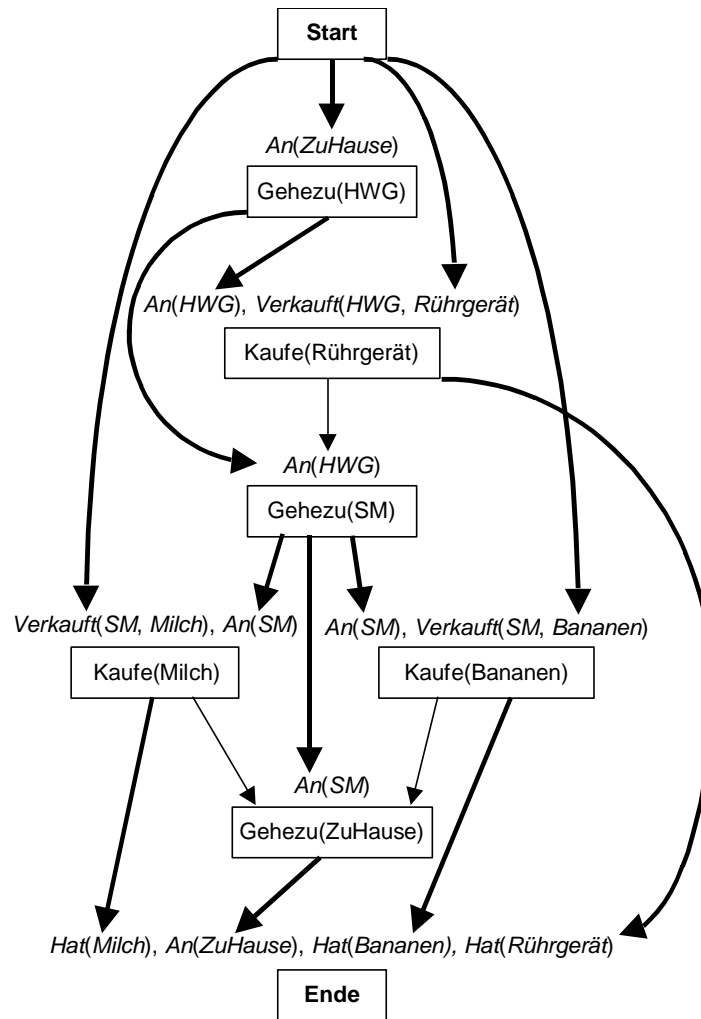 Start
An(ZuHause)
Gehezu(HWG)
An(HWG), Verkauft(HWG, Rührgerät)
Kaufe(Rührgerät)
An(HWG)
Gehezu(SM)
Verkauft(SM, Milch), An(SM)
An(SM), Verkauft(SM, Bananen)
Kaufe(Milch)
Kaufe(Bananen)
An(SM)
Gehezu(ZuHause)
Hat(Milch), An(ZuHause), Hat(Bananen), Hat(Rührgerät)
Ende